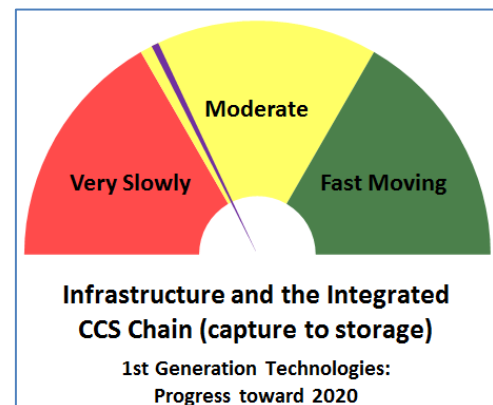 Moderate
Very Slowly
Fast Moving
Infrastructure and the Integrated
CCS Chain (capture to storage)
1st Generation Technologies:
Progress toward 2020